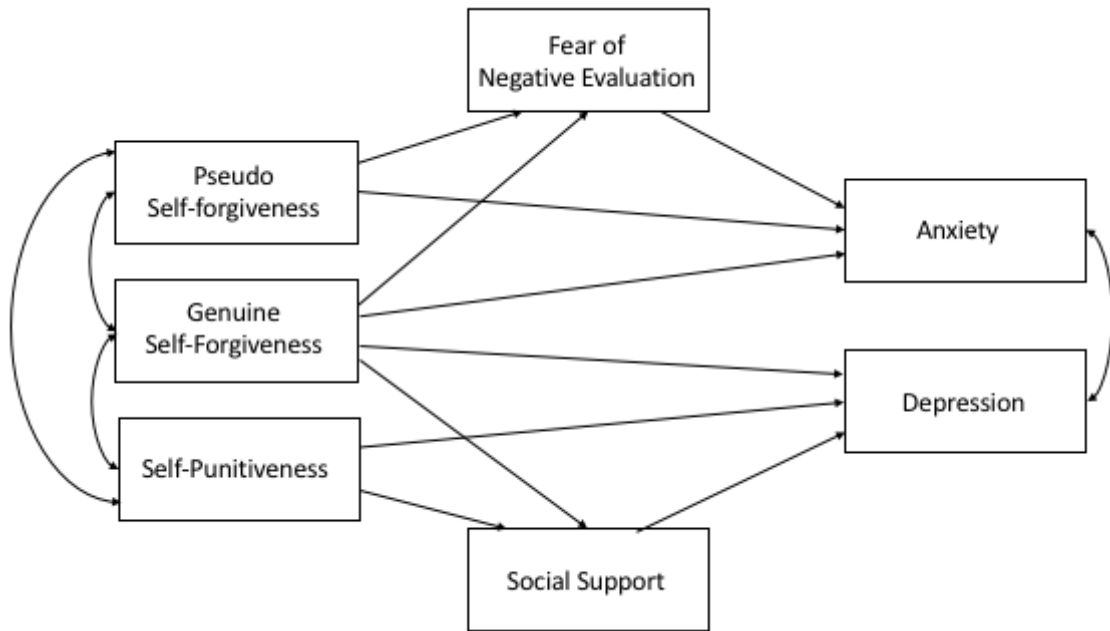 Fear of
Negative Evaluation
Pseudo
Self-forgiveness
Anxiety
Genuine
Self-Forgiveness
Depression
Self-Punitiveness
Social Support